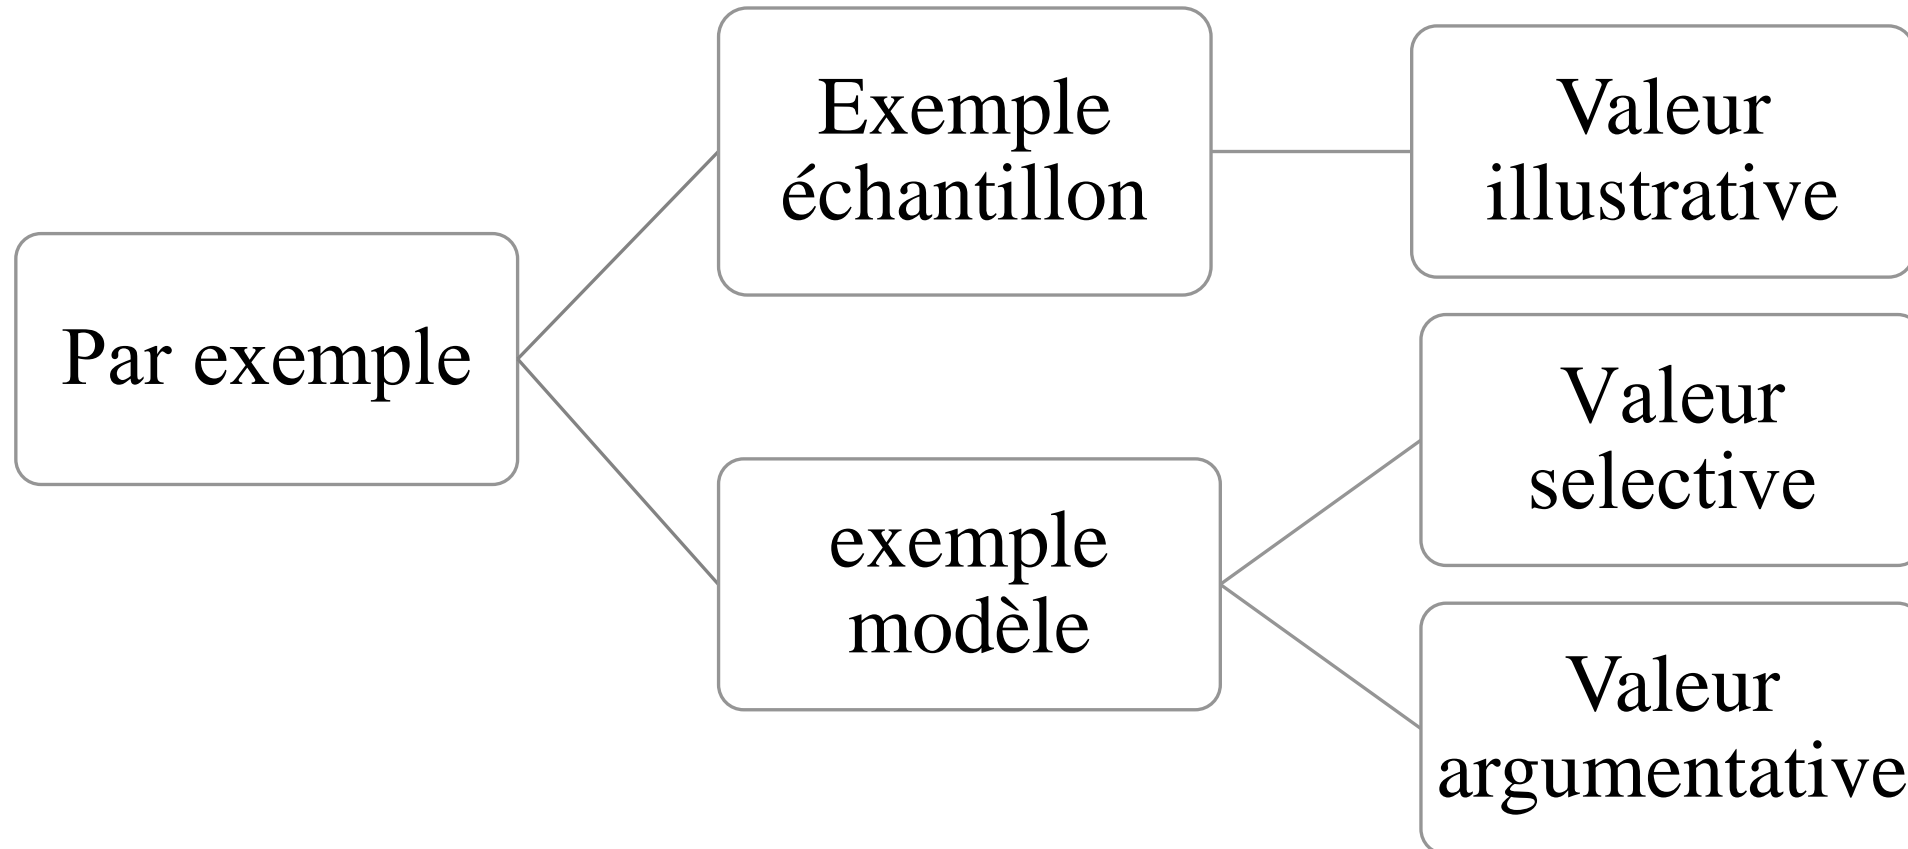 Par exemple
Exemple
échantillon
Valeur
illustrative
exemple
modèle
Valeur
selective
Valeur
argumentative